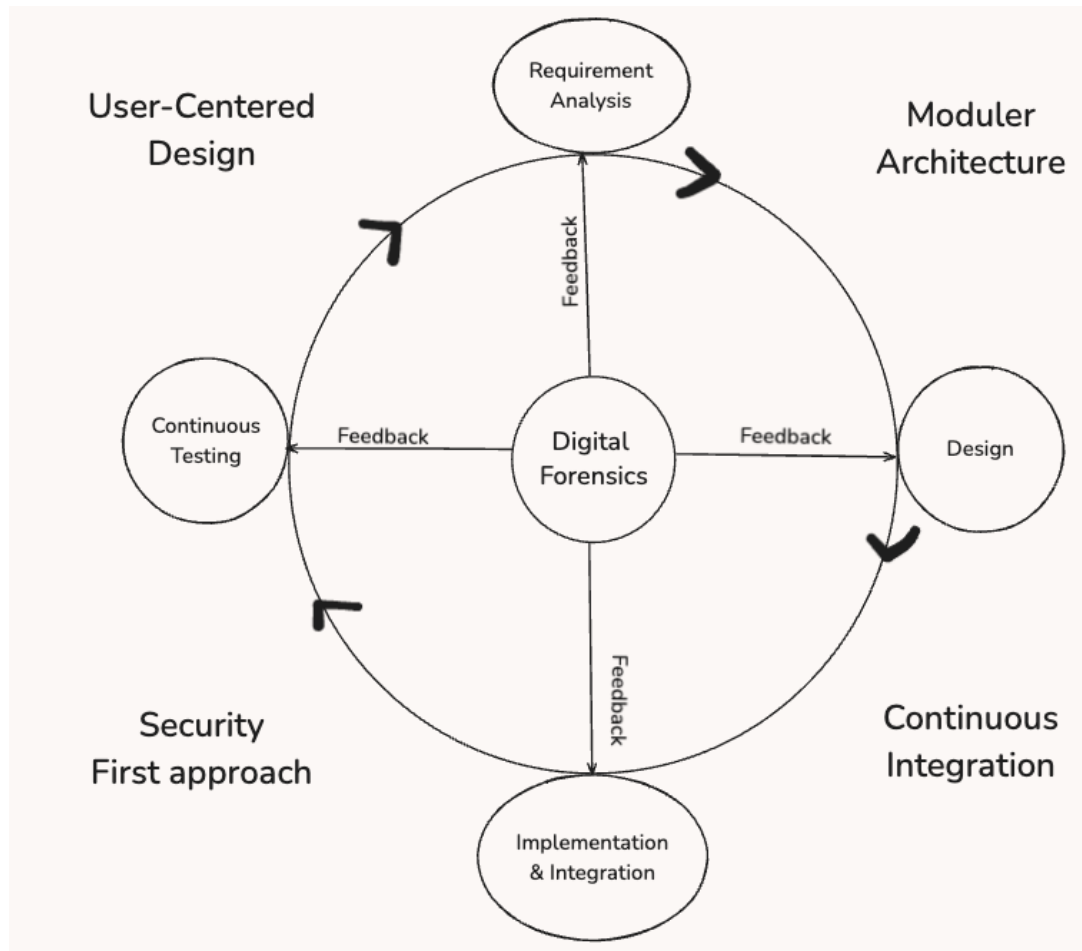 Requirement
Analysis
User-Centered
Design
Moduler
Architecture
Feedback
Continuous
Testing
Feedback
Digital
Forensics
Feedback
Design
Feedback
Security
First approach
Continuous
Integration
Implementation
& Integration